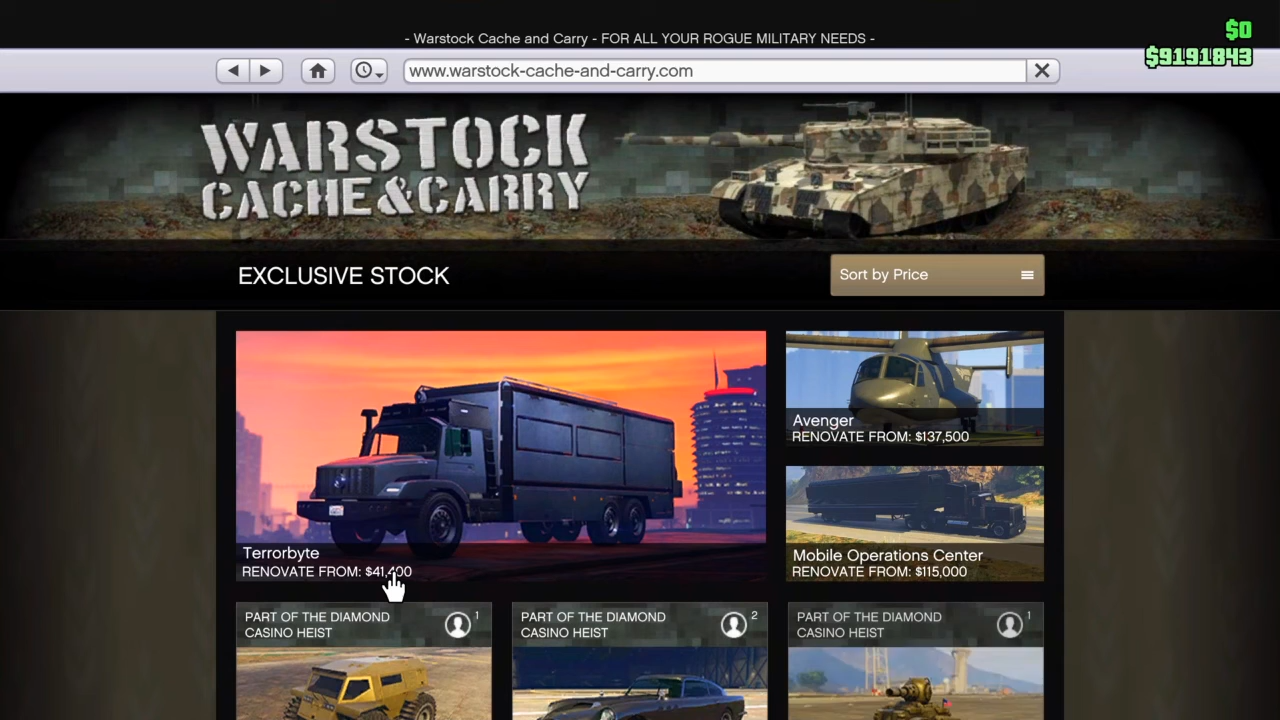 - Warstock Cache and Carry - FOR ALL YOUR ROGUE MILITARY NEEDS -
$0
$9191843
www.warstock-cache-and-carry.com
WARSTOCK
CACHE & CARRY
EXCLUSIVE STOCK
Sort by Price
Terrorbyte
RENOVATE FROM: $41,400
Avenger
RENOVATE FROM: $137,500
Mobile Operations Center
RENOVATE FROM: $115,000
PART OF THE DIAMOND
CASINO HEIST
1
PART OF THE DIAMOND
CASINO HEIST
2
PART OF THE DIAMOND
CASINO HEIST
1